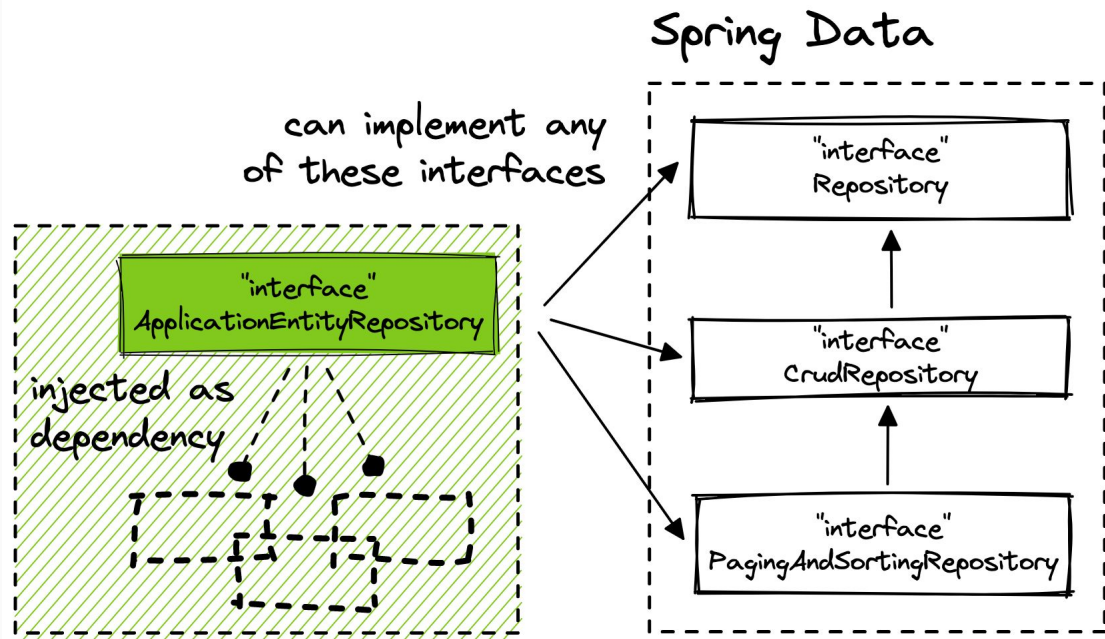 Spring Data
can implement any
of these interfaces
"interface"
Repository
"interface"
ApplicationEntityRepository
"interface"
CrudRepository
injected as
dependency
"interface"
PagingAndSortingRepository